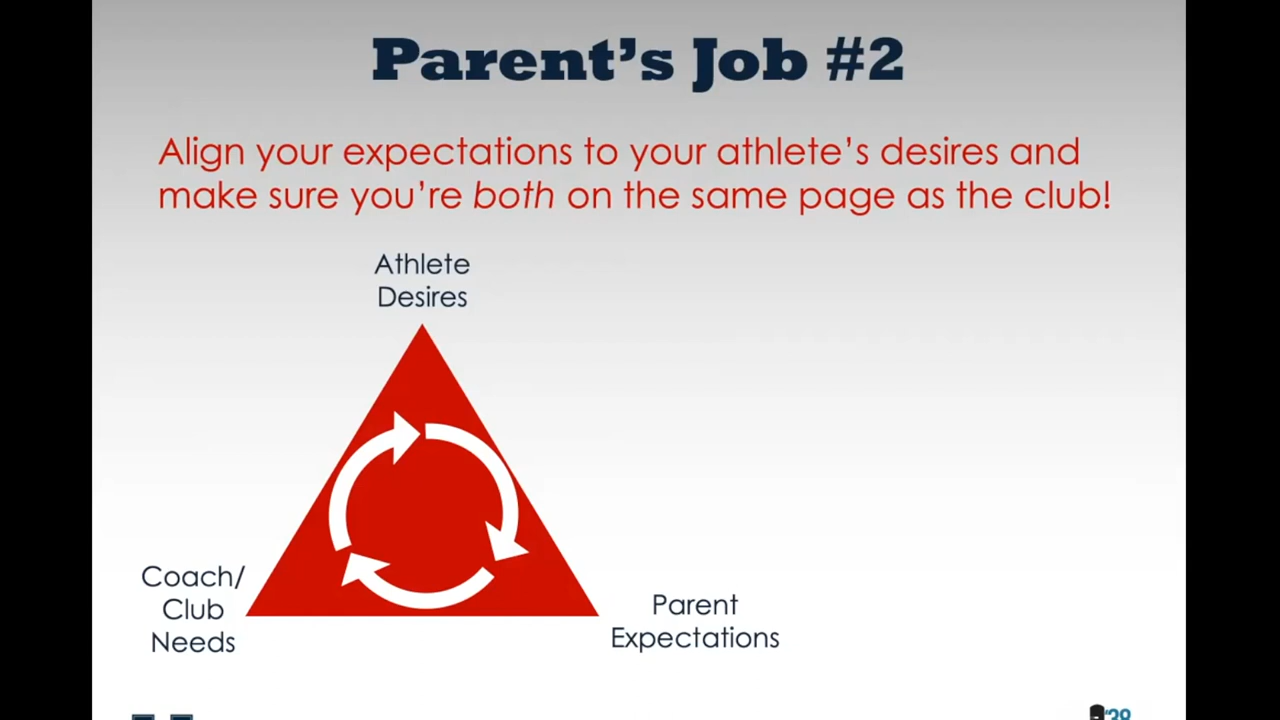 Parent's Job #2
Align your expectations to your athlete's desires and
make sure you're both on the same page as the club!
Athlete
Desires
Coach/
Club
Needs
Parent
Expectations